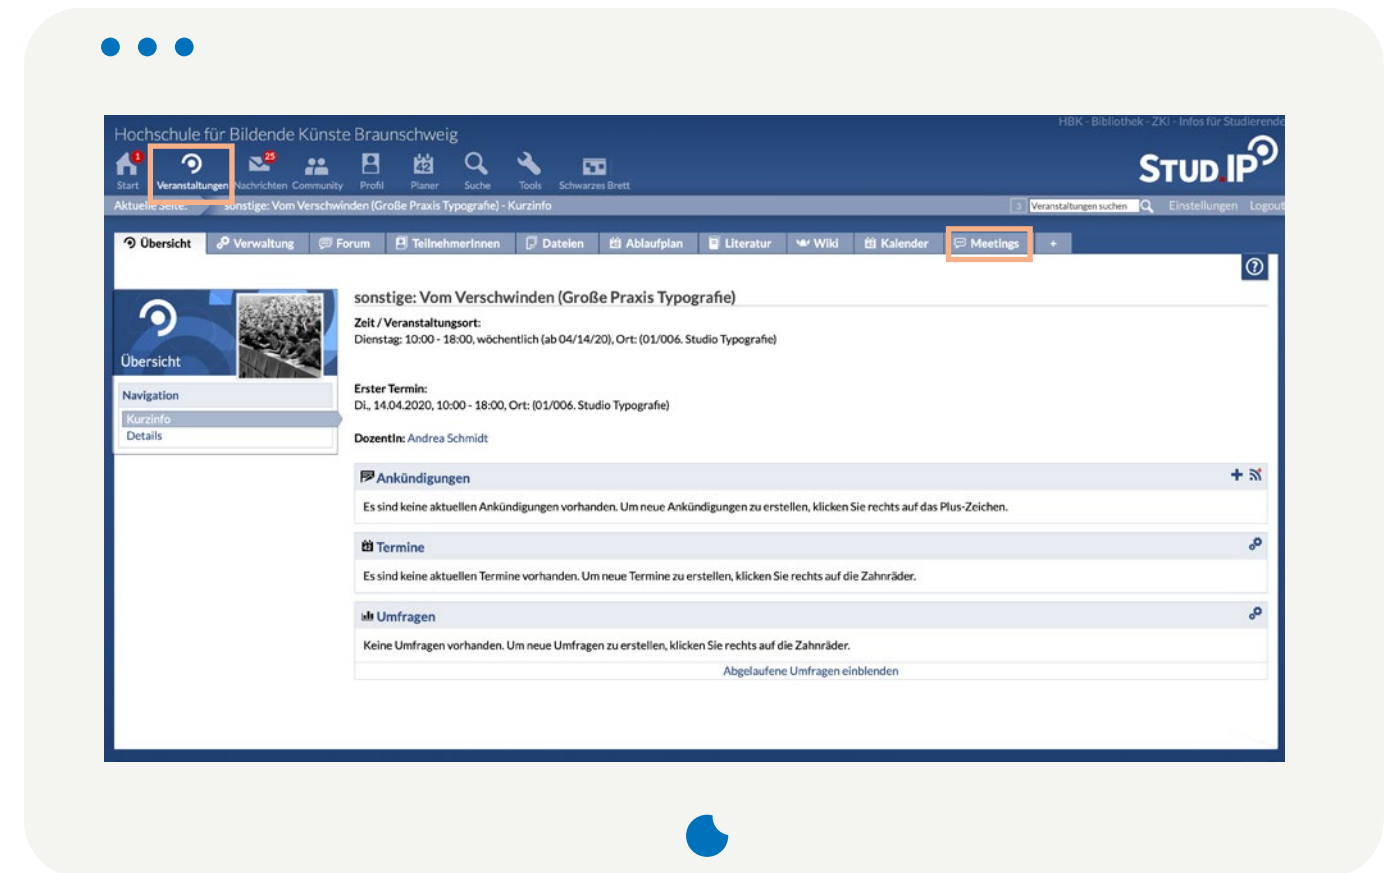 HBK - Bibliothek - ZKI - Infos für Studierende
Hochschule für Bildende Künste Braunschweig
1
25
42
Start Veranstaltungen Nachrichten Community Profil Planer Suche Tools Schwarzes Brett
STUD.IP
Aktuelle Seite: sonstige: Vom Verschwinden (Große Praxis Typografie) - Kurzinfo
3 Veranstaltungen suchen Einstellungen Logout
Übersicht Verwaltung Forum TeilnehmerInnen Dateien Ablaufplan Literatur Wiki Kalender Meetings +
?
Übersicht
Navigation
Kurzinfo
Details
sonstige: Vom Verschwinden (Große Praxis Typografie)
Zeit / Veranstaltungsort:
Dienstag: 10:00 - 18:00, wöchentlich (ab 04/14/20), Ort: (01/006. Studio Typografie)
Erster Termin:
Di., 14.04.2020, 10:00 - 18:00, Ort: (01/006. Studio Typografie)
DozentIn: Andrea Schmidt
Ankündigungen
Es sind keine aktuellen Ankündigungen vorhanden. Um neue Ankündigungen zu erstellen, klicken Sie rechts auf das Plus-Zeichen.
Termine
Es sind keine aktuellen Termine vorhanden. Um neue Termine zu erstellen, klicken Sie rechts auf die Zahnräder.
Umfragen
Keine Umfragen vorhanden. Um neue Umfragen zu erstellen, klicken Sie rechts auf die Zahnräder.
Abgelaufene Umfragen einblenden